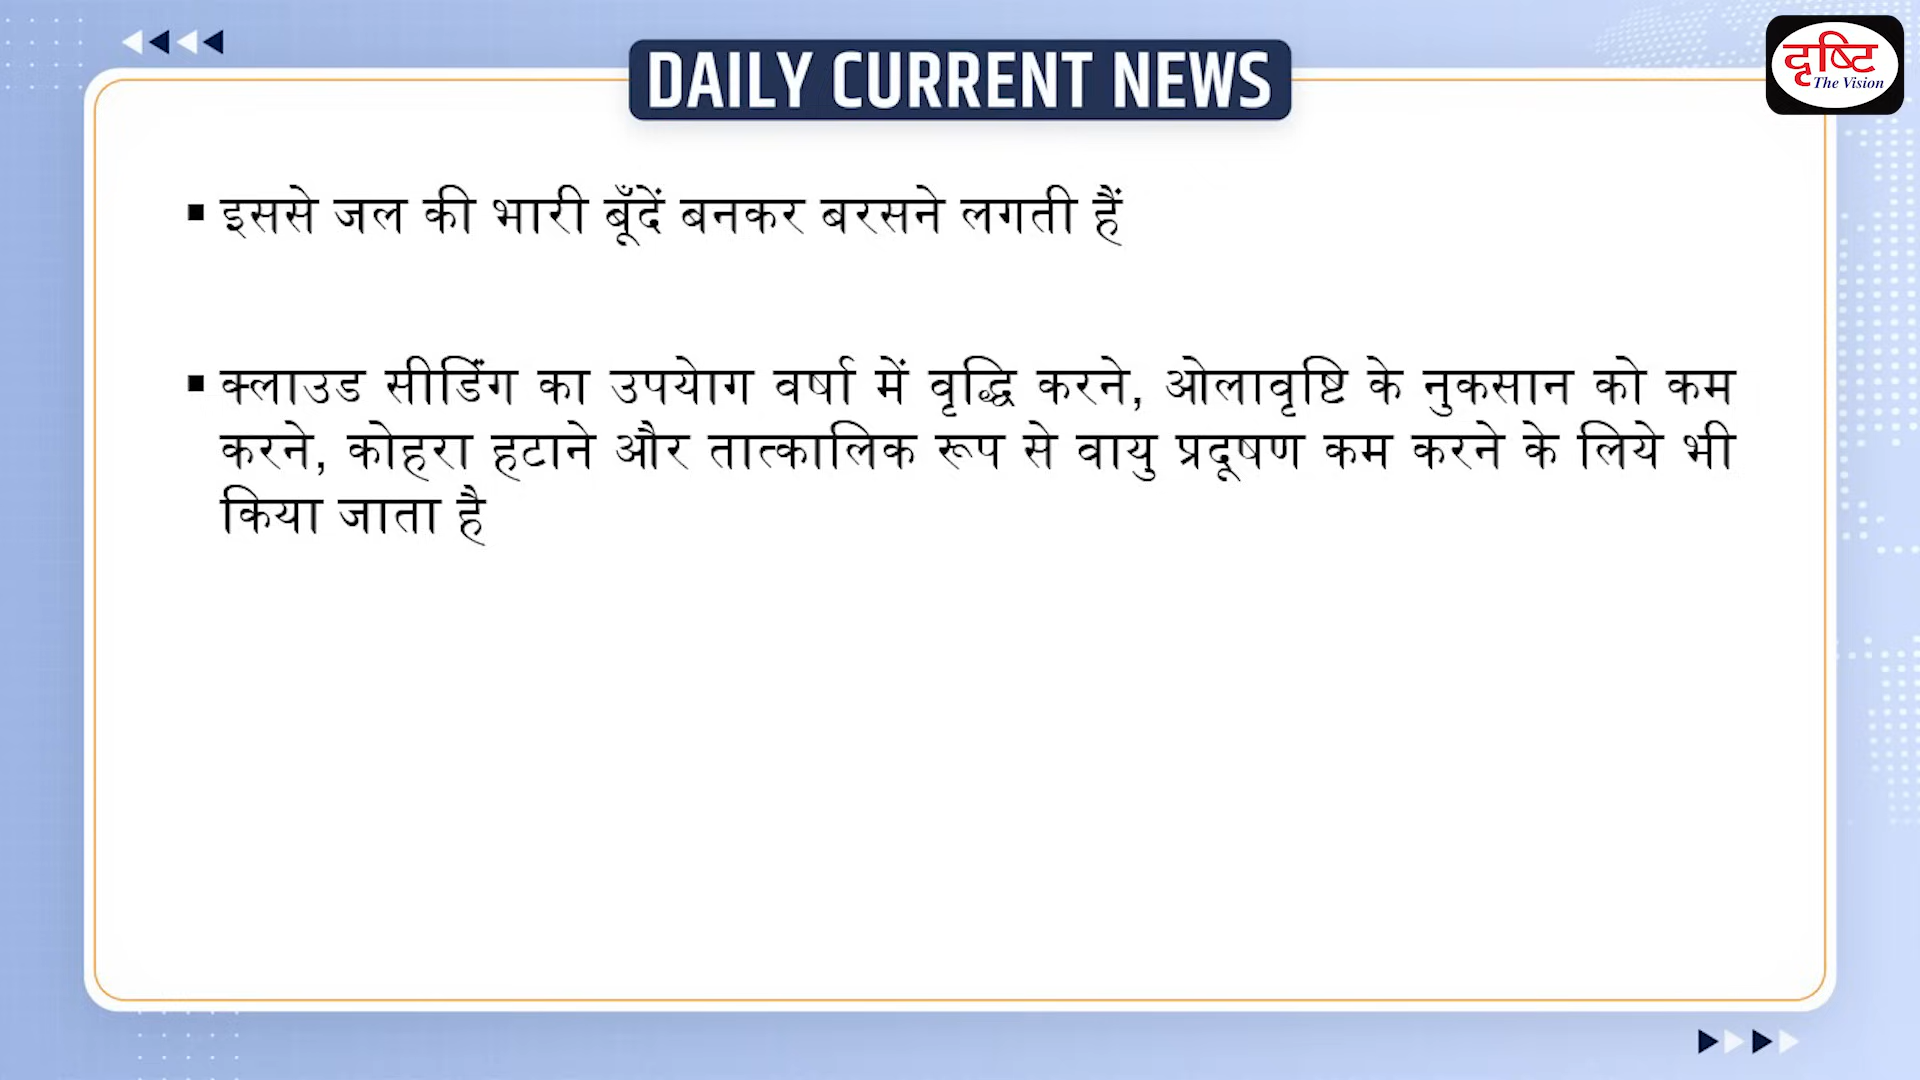 DAILY CURRENT NEWS
दृष्टि
The Vision
▪ इससे जल की भारी बूँदें बनकर बरसने लगती हैं
▪ क्लाउड सीडिंग का उपयेाग वर्षा में वृद्धि करने, ओलावृष्टि के नुकसान को कम
करने, कोहरा हटाने और तात्कालिक रूप से वायु प्रदूषण कम करने के लिये भी
किया जाता है